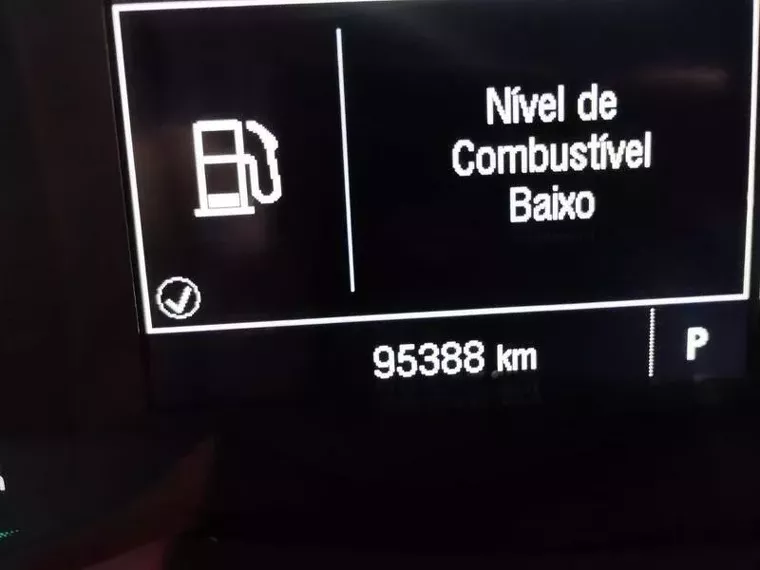 Nível de
Combustível
Baixo
95388 km
P